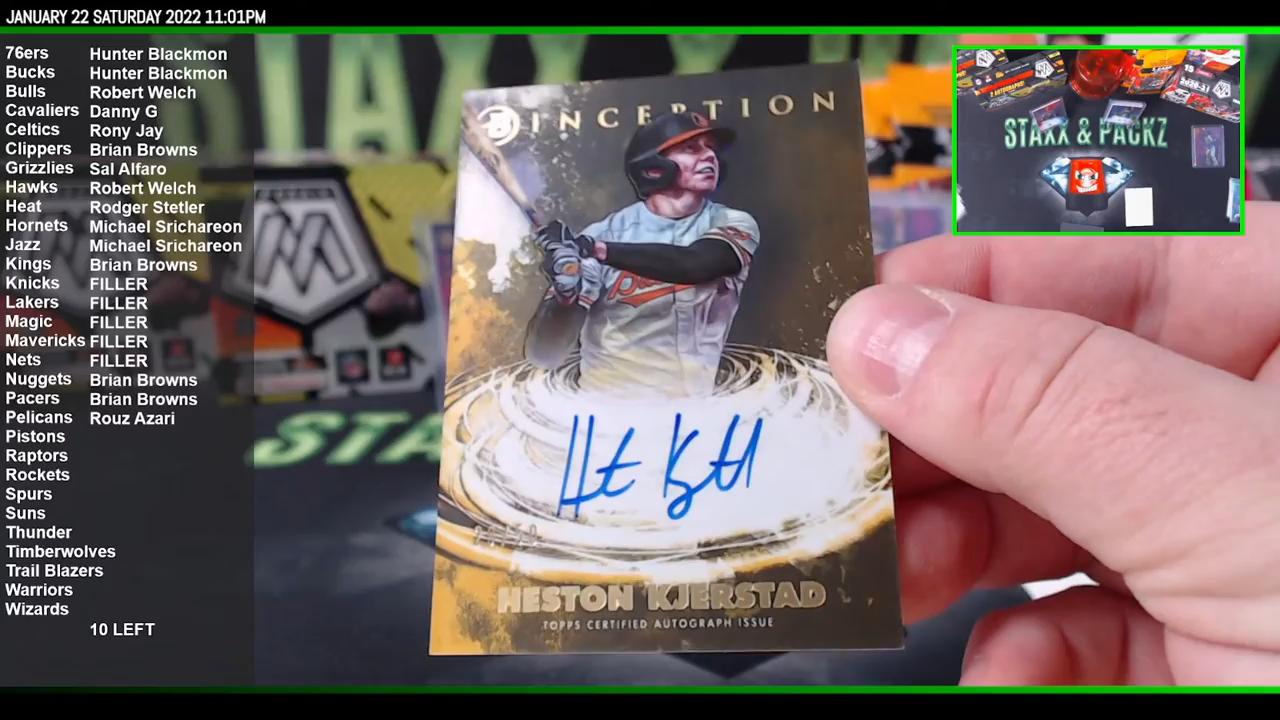 JANUARY 22 SATURDAY 2022 11:01PM
76ers Hunter Blackmon
Bucks Hunter Blackmon
Bulls Robert Welch
Cavaliers Danny G
Celtics Rony Jay
Clippers Brian Browns
Grizzlies Sal Alfaro
Hawks Robert Welch
Heat Rodger Stetler
Hornets Michael Srichareon
Jazz Michael Srichareon
Kings Brian Browns
Knicks FILLER
Lakers FILLER
Magic FILLER
Mavericks FILLER
Nets FILLER
Nuggets Brian Browns
Pacers Brian Browns
Pelicans Rouz Azari
Pistons
Raptors
Rockets
Spurs
Suns
Thunder
Timberwolves
Trail Blazers
Warriors
Wizards
10 LEFT
INCEPTION
HESTON KJERSTAD
TOPPS CERTIFIED AUTOGRAPH ISSUE
STAXX & PACKZ